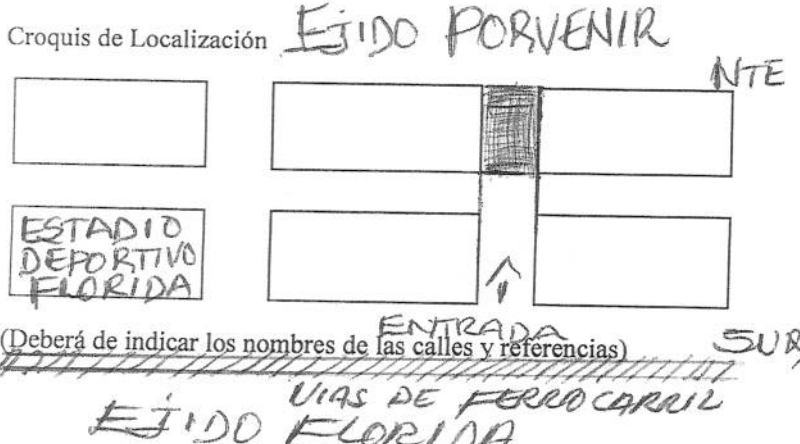 Croquis de Localización EJIDO PORVENIR
NTE
ESTADIO
DEPORTIVO
FLORIDA
ENTRADA
(Deberá de indicar los nombres de las calles y referencias)
SUR
VIAS DE FERROCARRIL
EJIDO FLORIDA